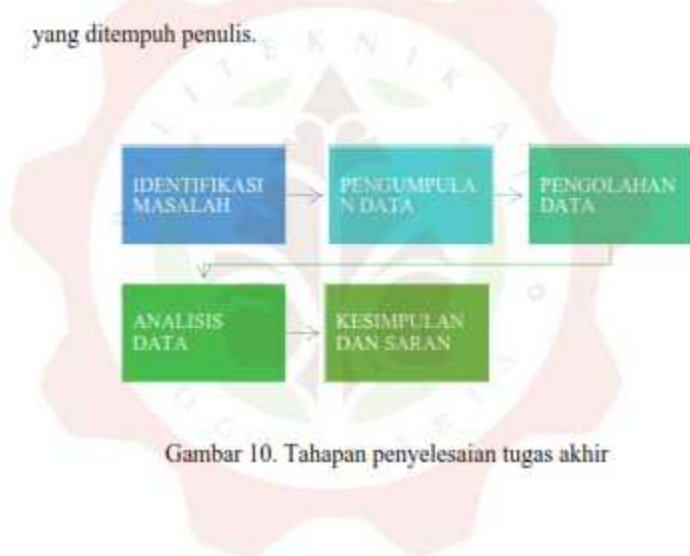 yang ditempuh penulis.
IDENTIFIKASI
MASALAH
PENGUMPULA
N DATA
PENGOLAHAN
DATA
ANALISIS
DATA
KESIMPULAN
DAN SARAN
Gambar 10. Tahapan penyelesaian tugas akhir